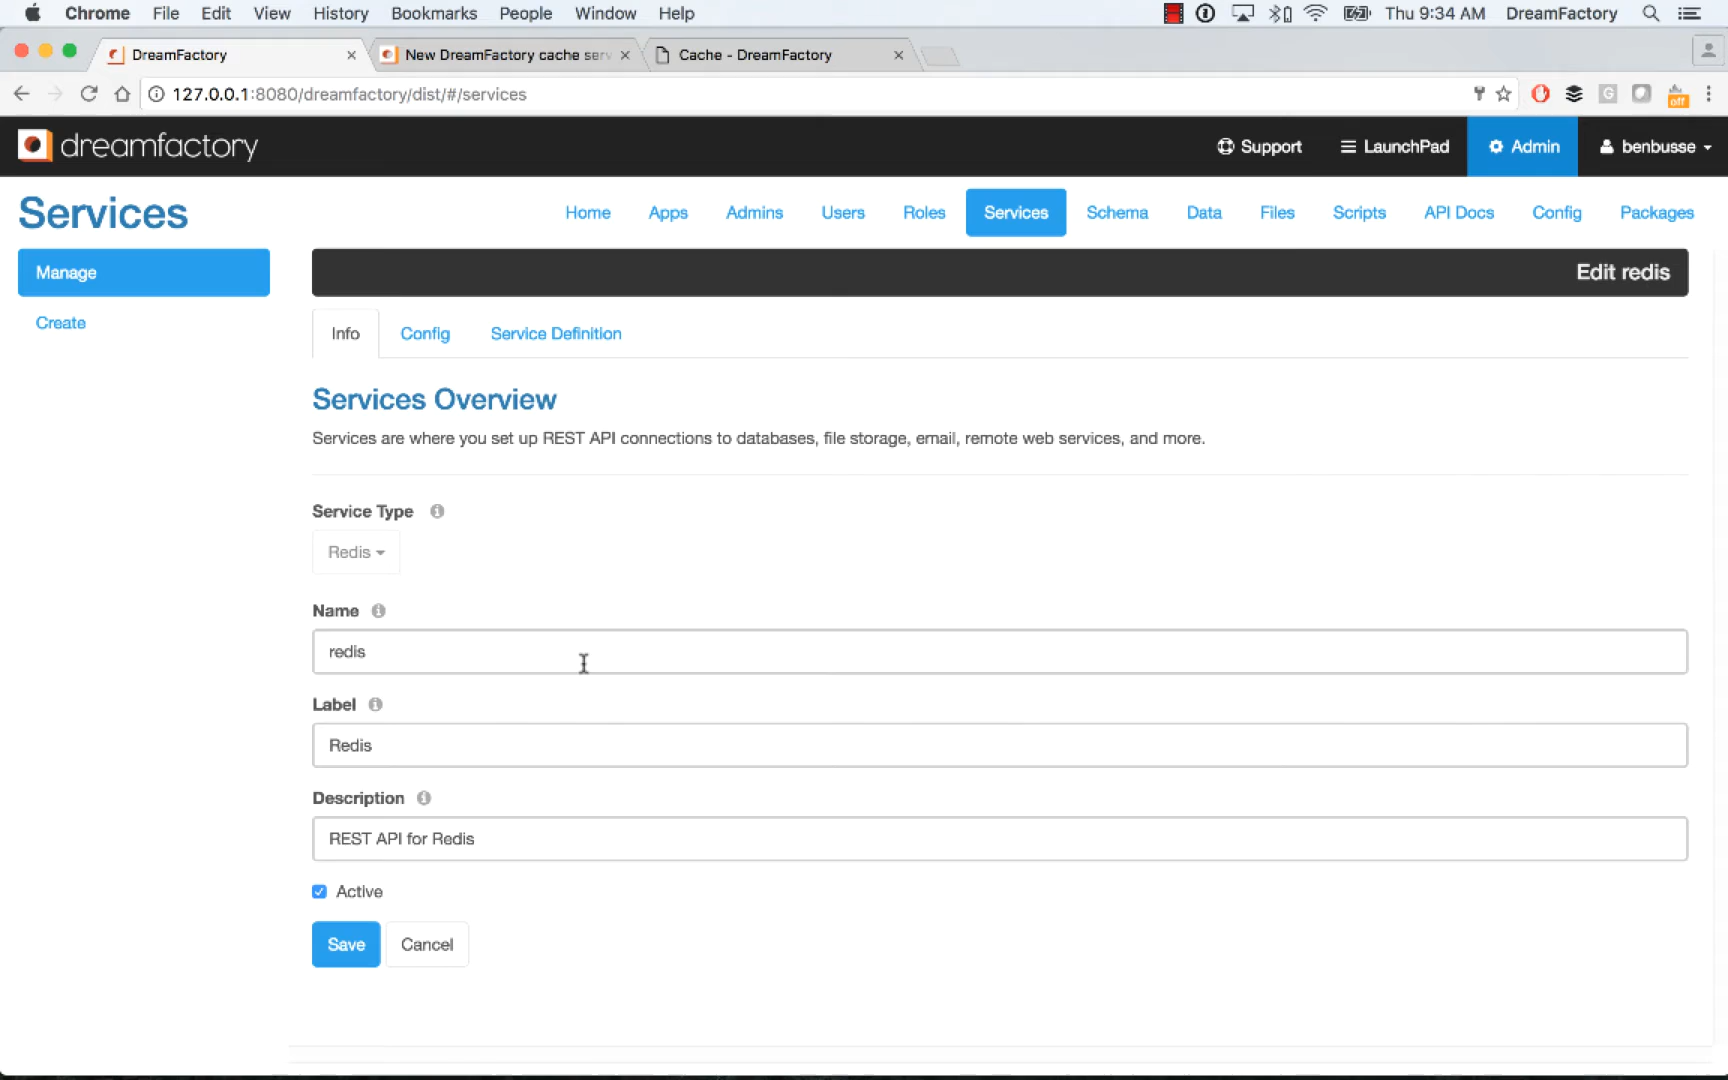 Chrome File Edit View History Bookmarks People Window Help Thu 9:34 AM DreamFactory
DreamFactory New DreamFactory cache serv Cache - DreamFactory
127.0.0.1:8080/dreamfactory/dist/#/services
off
dreamfactory Support LaunchPad Admin benbusse
Services Home Apps Admins Users Roles Services Schema Data Files Scripts API Docs Config Packages
Manage
Create
Edit redis
Info Config Service Definition
Services Overview
Services are where you set up REST API connections to databases, file storage, email, remote web services, and more.
Service Type
Redis
Name
redis
Label
Redis
Description
REST API for Redis
Active
Save Cancel